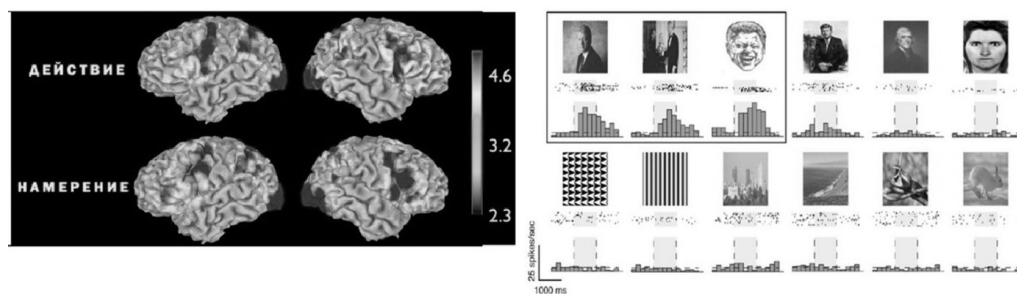 ДЕЙСТВИЕ
НАМЕРЕНИЕ
4.6
3.2
2.3
25 spikes/sec
1000 ms